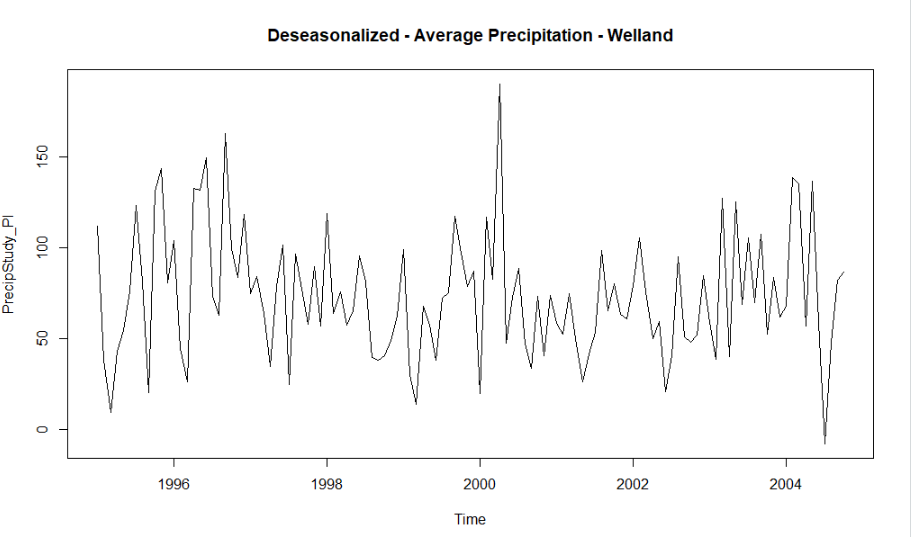 Deseasonalized - Average Precipitation - Welland
PrecipStudy_PI
150
100
50
0
1996 1998 2000 2002 2004
Time